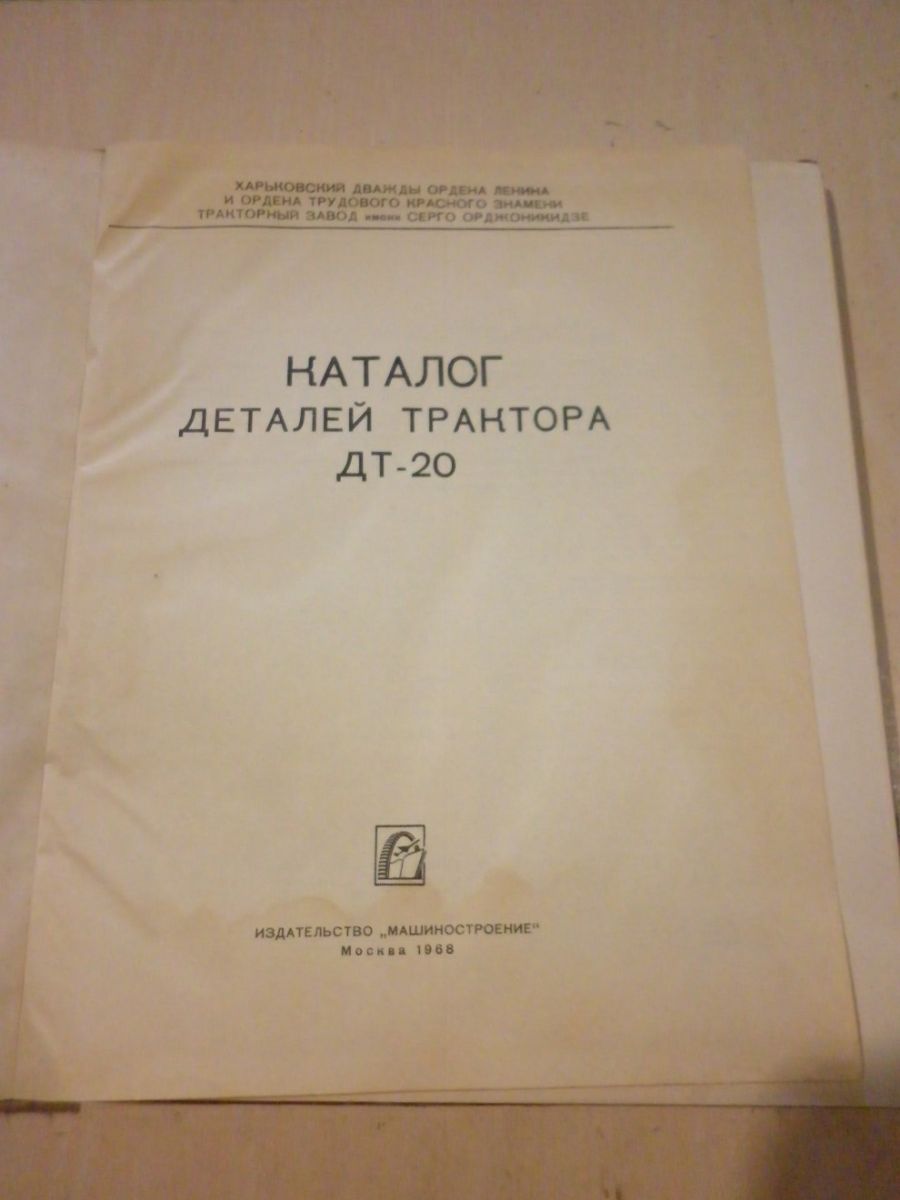 ХАРЬКОВСКИЙ ДВАЖДЫ ОРДЕНА ЛЕНИНА
И ОРДЕНА ТРУДОВОГО КРАСНОГО ЗНАМЕНИ
ТРАКТОРНЫЙ ЗАВОД имени СЕРГО ОРДЖОНИКИДЗЕ
КАТАЛОГ
ДЕТАЛЕЙ ТРАКТОРА
ДТ-20
ИЗДАТЕЛЬСТВО „МАШИНОСТРОЕНИЕ“
Москва 1968